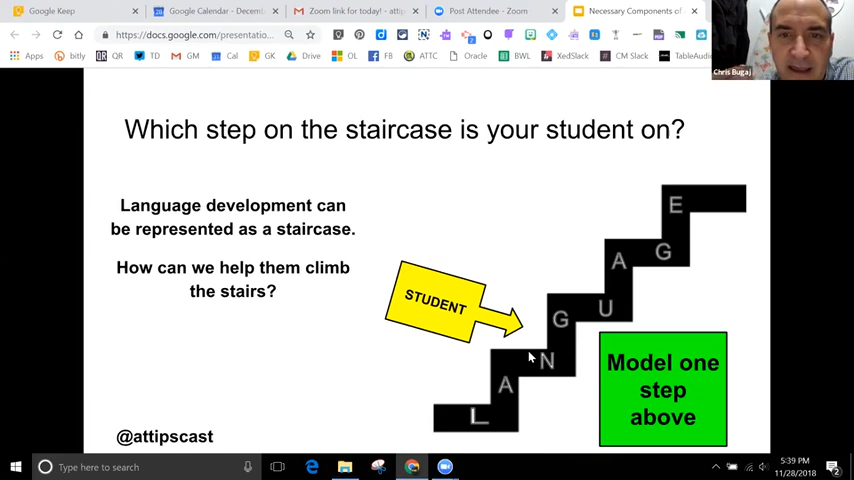 Google Keep
Google Calendar - Decemb
Zoom link for today! - attip
Post Attendee - Zoom
Necessary Components of
https://docs.google.com/presentatio
Apps
QR
TD
GM
Cal
GK
OL
FB
ATTC
Oracle
BWL
XedSlack
CM Slack
TableAudio
Chris Bugaj
Which step on the staircase is your student on?
Language development can
be represented as a staircase.
How can we help them climb
the stairs?
STUDENT
L
A
N
G
U
A
G
E
Model one
step
above
@attipscast
Type here to search
5:39 PM
11/28/2018